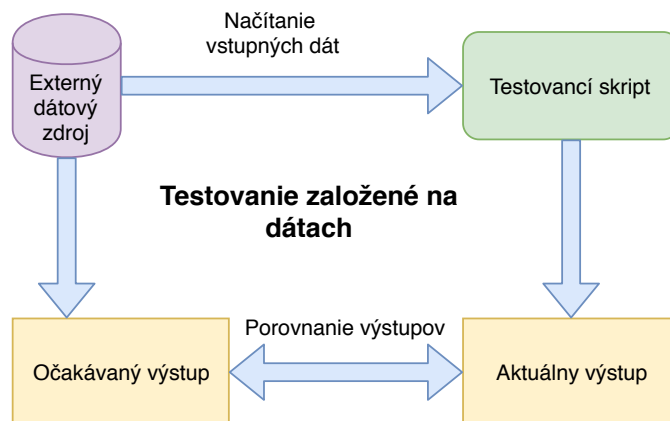 Načítanie
vstupných dát
Externý
dátový
zdroj
Testovancí skript
Testovanie založené na
dátach
Porovnanie výstupov
Očakávaný výstup
Aktuálny výstup